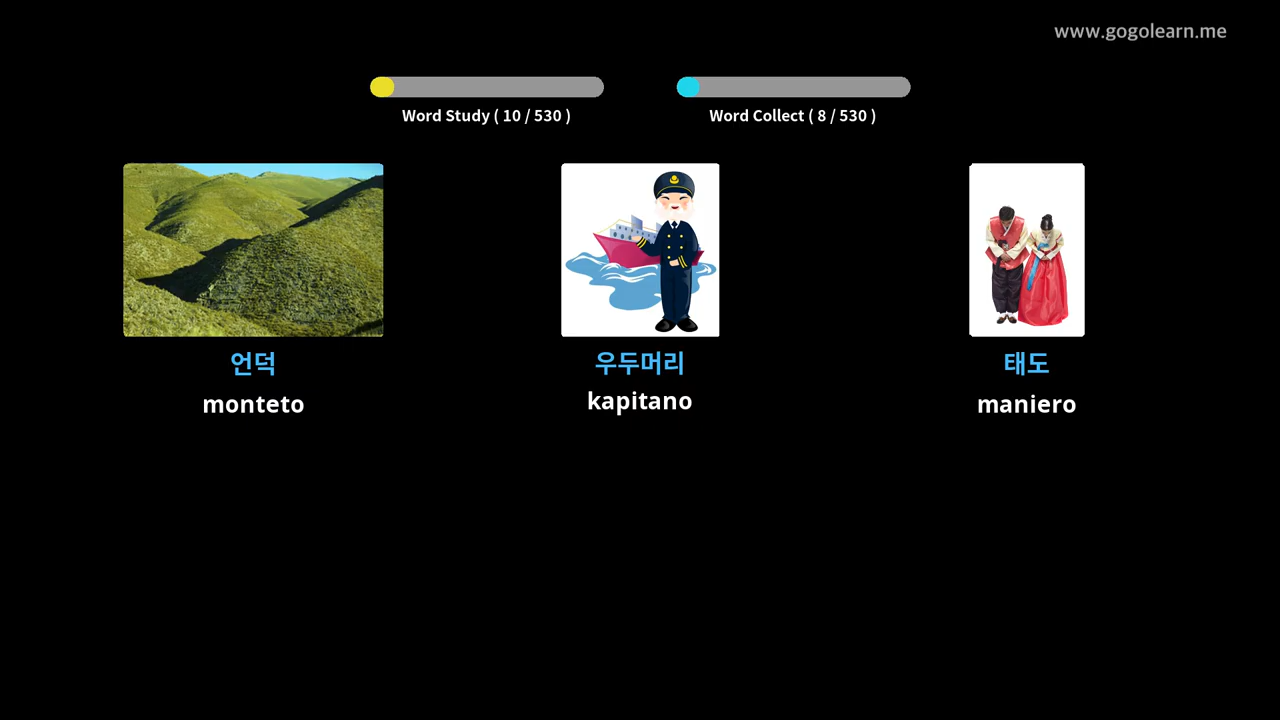 www.gogolearn.me
Word Study ( 10 / 530 )
Word Collect ( 8 / 530 )
언덕
monteto
우두머리
kapitano
태도
maniero